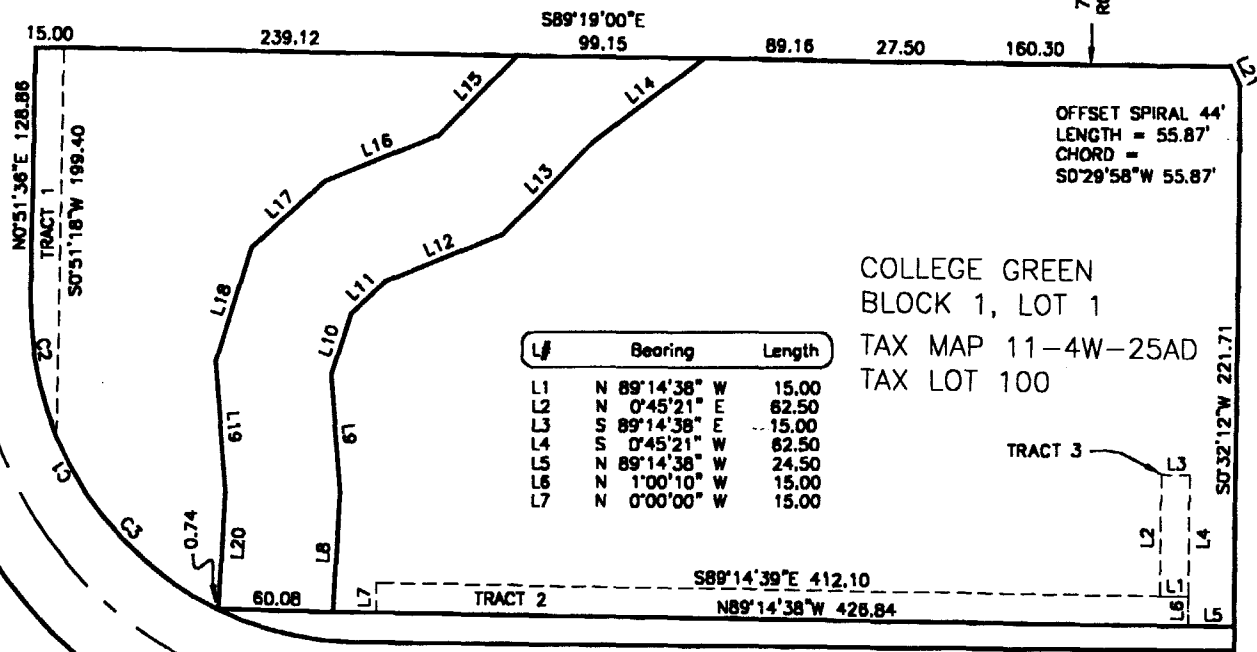 S89°19'00"E
15.00 239.12 99.15 89.16 27.50 160.30
7
L21
N0°51'36"E 128.86
TRACT 1
S0°51'18"W 199.40
L15
L14
L16
L13
L17
L12
L11
L18
L10
OFFSET SPIRAL 44'
LENGTH = 55.87'
CHORD =
S0°29'58"W 55.87'
COLLEGE GREEN
BLOCK 1, LOT 1
TAX MAP 11-4W-25AD
TAX LOT 100
L# Bearing Length
L1 N 89°14'38" W 15.00
L2 N 0°45'21" E 62.50
L3 S 89°14'38" E 15.00
L4 S 0°45'21" W 62.50
L5 N 89°14'38" W 24.50
L6 N 1°00'10" W 15.00
L7 N 0°00'00" W 15.00
S0°32'12"W 221.71
C2
L19
L9
C1
TRACT 3
L3
L2
L4
C3
0.74
L20
L8
S89°14'39"E 412.10
L1
60.08
L7
TRACT 2
N89°14'38"W 426.84
L6
L5